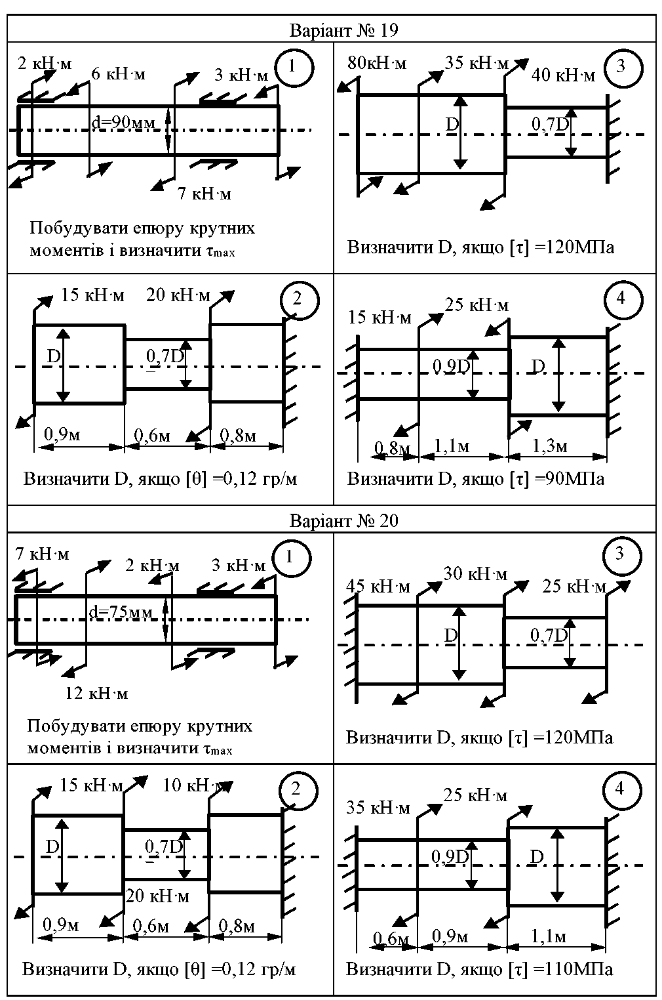 Варіант № 19
2 кН·м
6 кН·м
3 кН·м
1
d=90мм
7 кН·м
Побудувати епюру крутних
моментів і визначити τmax
80кН·м
35 кН·м
40 кН·м
3
D
0,7D
Визначити D, якщо [τ] =120МПа
15 кН·м
20 кН·м
2
D
0,7D
0,9м
0,6м
0,8м
Визначити D, якщо [θ] =0,12 гр/м
15 кН·м
25 кН·м
4
0,9D
D
0,8м
1,1м
1,3м
Визначити D, якщо [τ] =90МПа
Варіант № 20
7 кН·м
2 кН·м
3 кН·м
1
d=75мм
12 кН·м
Побудувати епюру крутних
моментів і визначити τmax
45 кН·м
30 кН·м
25 кН·м
3
D
0,7D
Визначити D, якщо [τ] =120МПа
15 кН·м
10 кН·м
2
D
0,7D
20 кН·м
0,9м
0,6м
0,8м
Визначити D, якщо [θ] =0,12 гр/м
35 кН·м
25 кН·м
4
0,9D
D
0,6м
0,9м
1,1м
Визначити D, якщо [τ] =110МПа